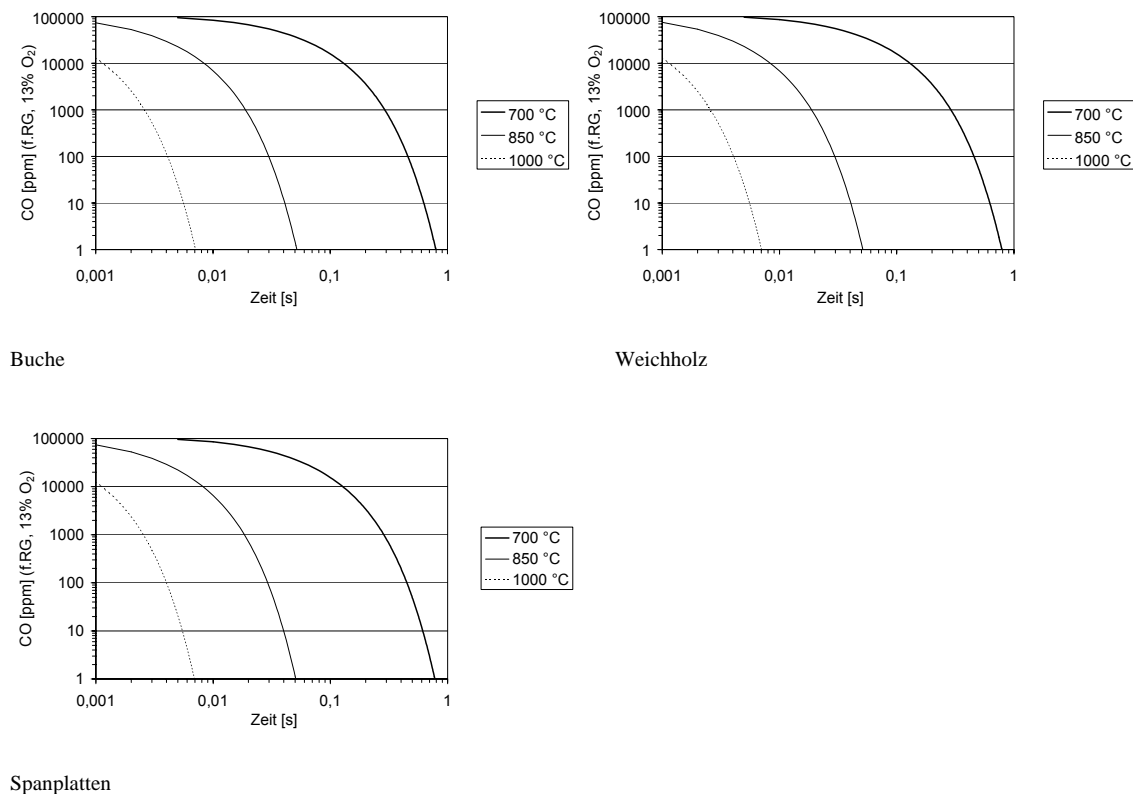 CO [ppm] (f.RG, 13% O₂)
100000
10000
1000
100
10
1
0,001
0,01
0,1
1
Zeit [s]
700 °C
850 °C
1000 °C
Buche
CO [ppm] (f.RG, 13% O₂)
100000
10000
1000
100
10
1
0,001
0,01
0,1
1
Zeit [s]
700 °C
850 °C
1000 °C
Weichholz
CO [ppm] (f.RG, 13% O₂)
100000
10000
1000
100
10
1
0,001
0,01
0,1
1
Zeit [s]
700 °C
850 °C
1000 °C
Spanplatten